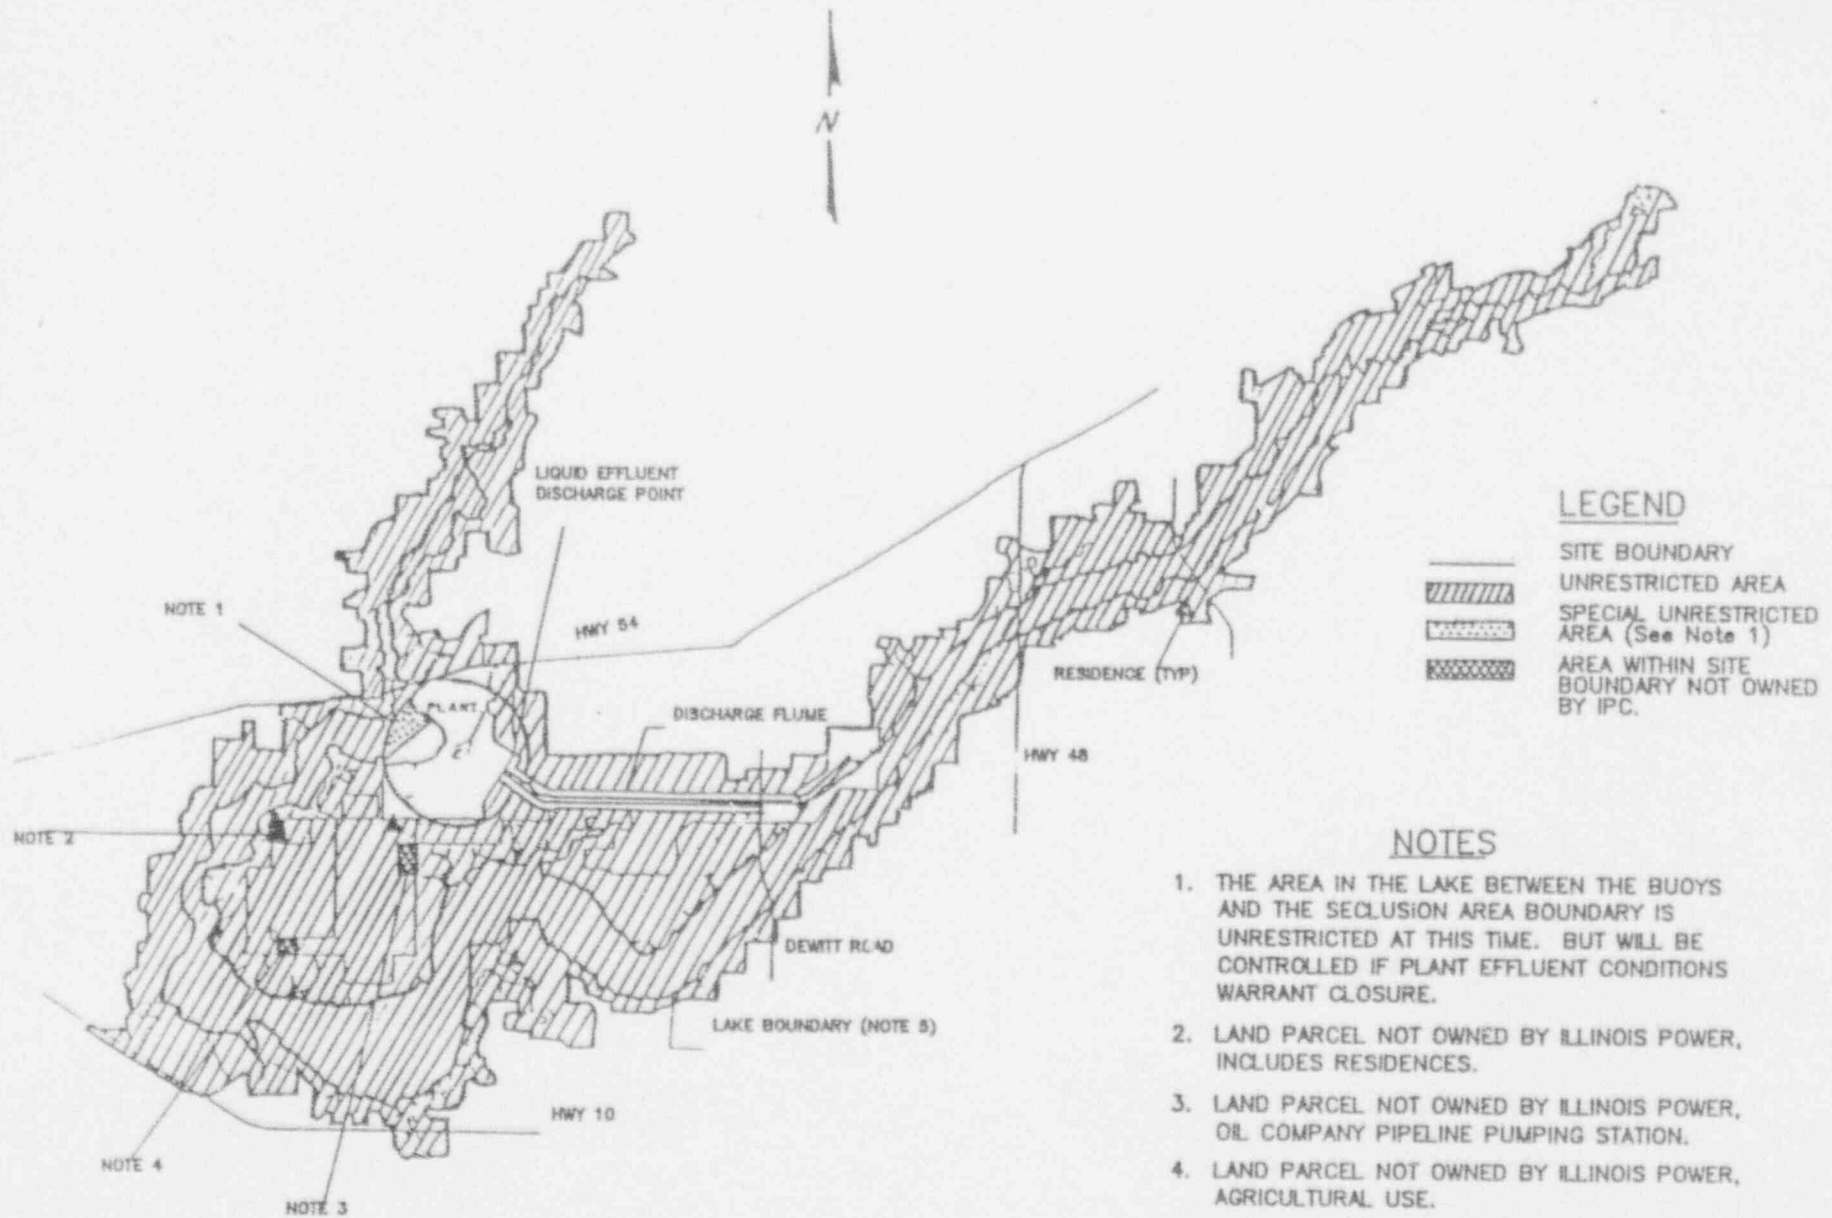 N
LIQUID EFFLUENT
DISCHARGE POINT
NOTE 1
HWY 54
PLANT
DISCHARGE FLUME
RESIDENCE (TYP)
HWY 48
NOTE 2
DEWITT ROAD
LAKE BOUNDARY (NOTE 5)
HWY 10
NOTE 4
NOTE 3
LEGEND
SITE BOUNDARY
UNRESTRICTED AREA
SPECIAL UNRESTRICTED
AREA (See Note 1)
AREA WITHIN SITE
BOUNDARY NOT OWNED
BY IPC.
NOTES
1. THE AREA IN THE LAKE BETWEEN THE BUOYS
AND THE SECLUSION AREA BOUNDARY IS
UNRESTRICTED AT THIS TIME. BUT WILL BE
CONTROLLED IF PLANT EFFLUENT CONDITIONS
WARRANT CLOSURE.
2. LAND PARCEL NOT OWNED BY ILLINOIS POWER,
INCLUDES RESIDENCES.
3. LAND PARCEL NOT OWNED BY ILLINOIS POWER,
OIL COMPANY PIPELINE PUMPING STATION.
4. LAND PARCEL NOT OWNED BY ILLINOIS POWER,
AGRICULTURAL USE.